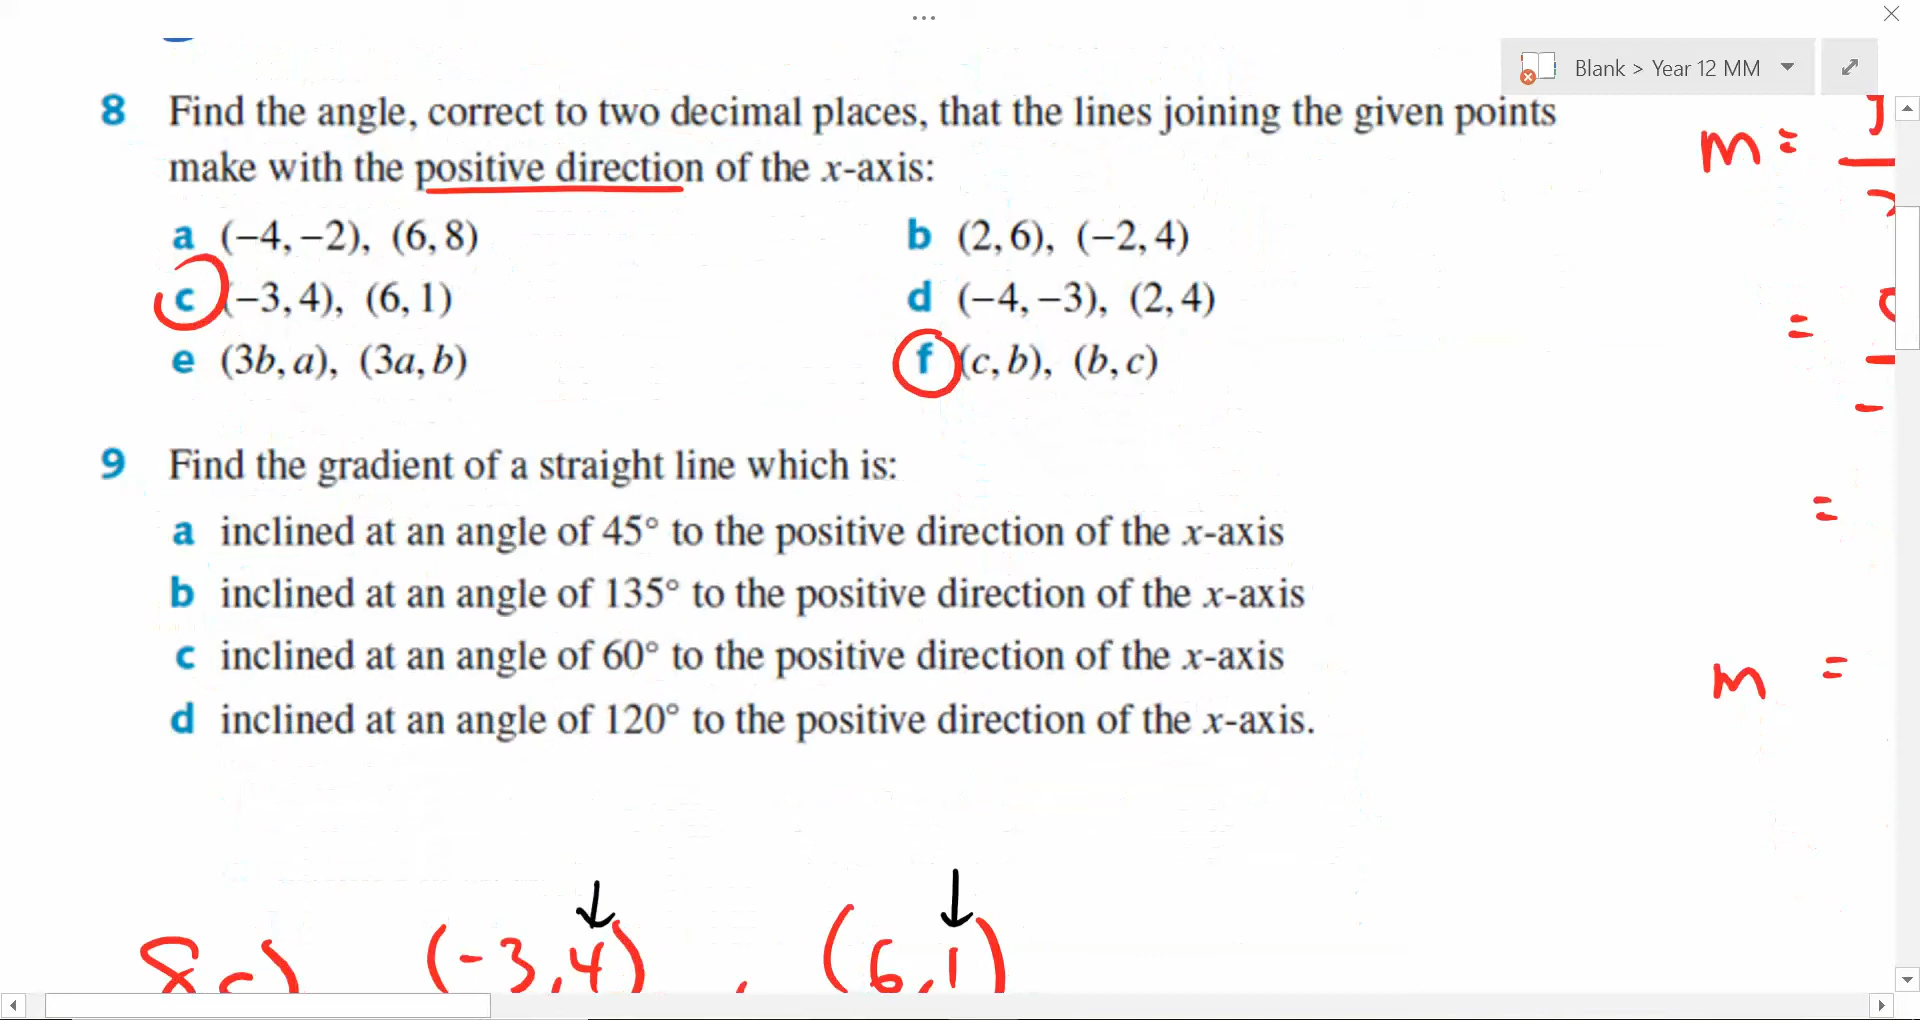 Blank > Year 12 MM
8 Find the angle, correct to two decimal places, that the lines joining the given points
make with the positive direction of the x-axis:
a (−4, −2), (6, 8)
b (2, 6), (−2, 4)
c (−3, 4), (6, 1)
d (−4, −3), (2, 4)
e (3b, a), (3a, b)
f (c, b), (b, c)
9 Find the gradient of a straight line which is:
a inclined at an angle of 45° to the positive direction of the x-axis
b inclined at an angle of 135° to the positive direction of the x-axis
c inclined at an angle of 60° to the positive direction of the x-axis
d inclined at an angle of 120° to the positive direction of the x-axis.
m =
=
=
m =
8c) (-3,4) , (6,1)